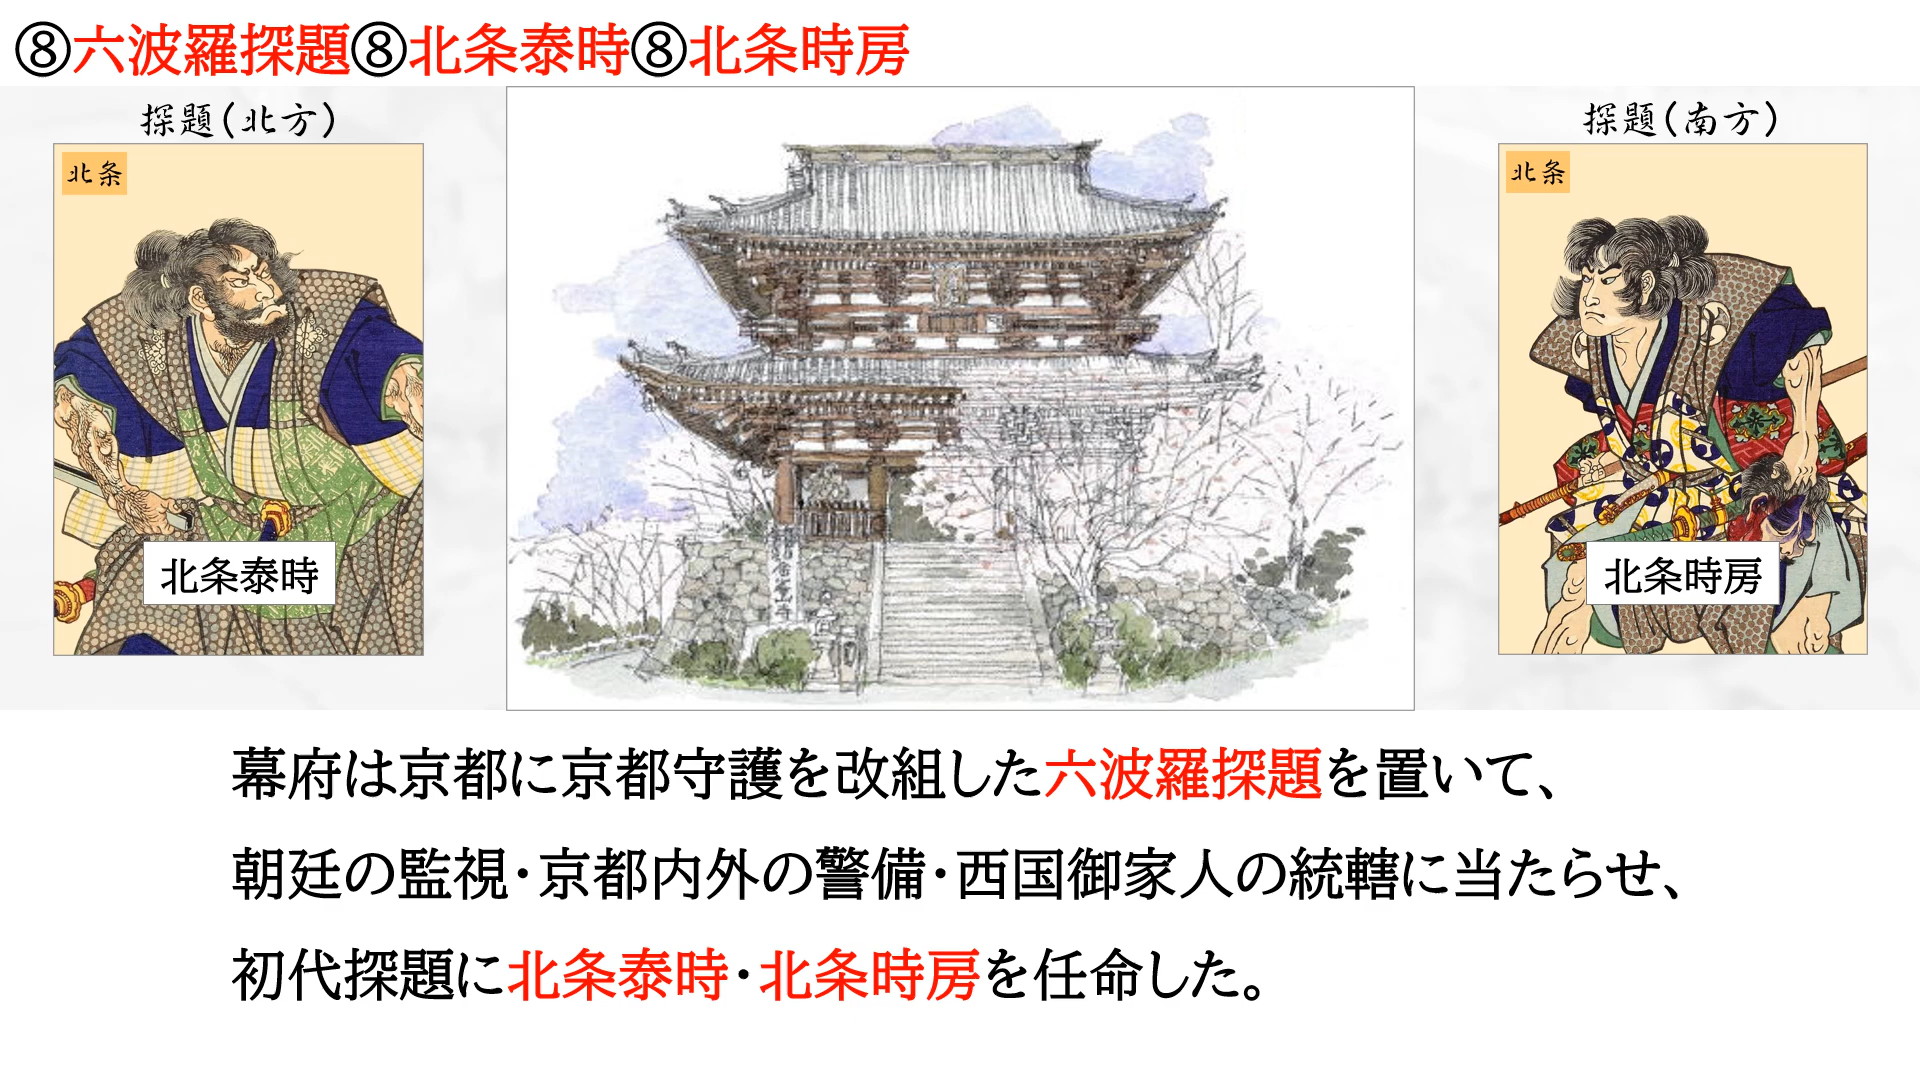 ⑧六波羅探題⑧北条泰時⑧北条時房
探題(北方)
北条
北条泰時
探題(南方)
北条
北条時房
幕府は京都に京都守護を改組した六波羅探題を置いて、
朝廷の監視・京都内外の警備・西国御家人の統轄に当たらせ、
初代探題に北条泰時・北条時房を任命した。